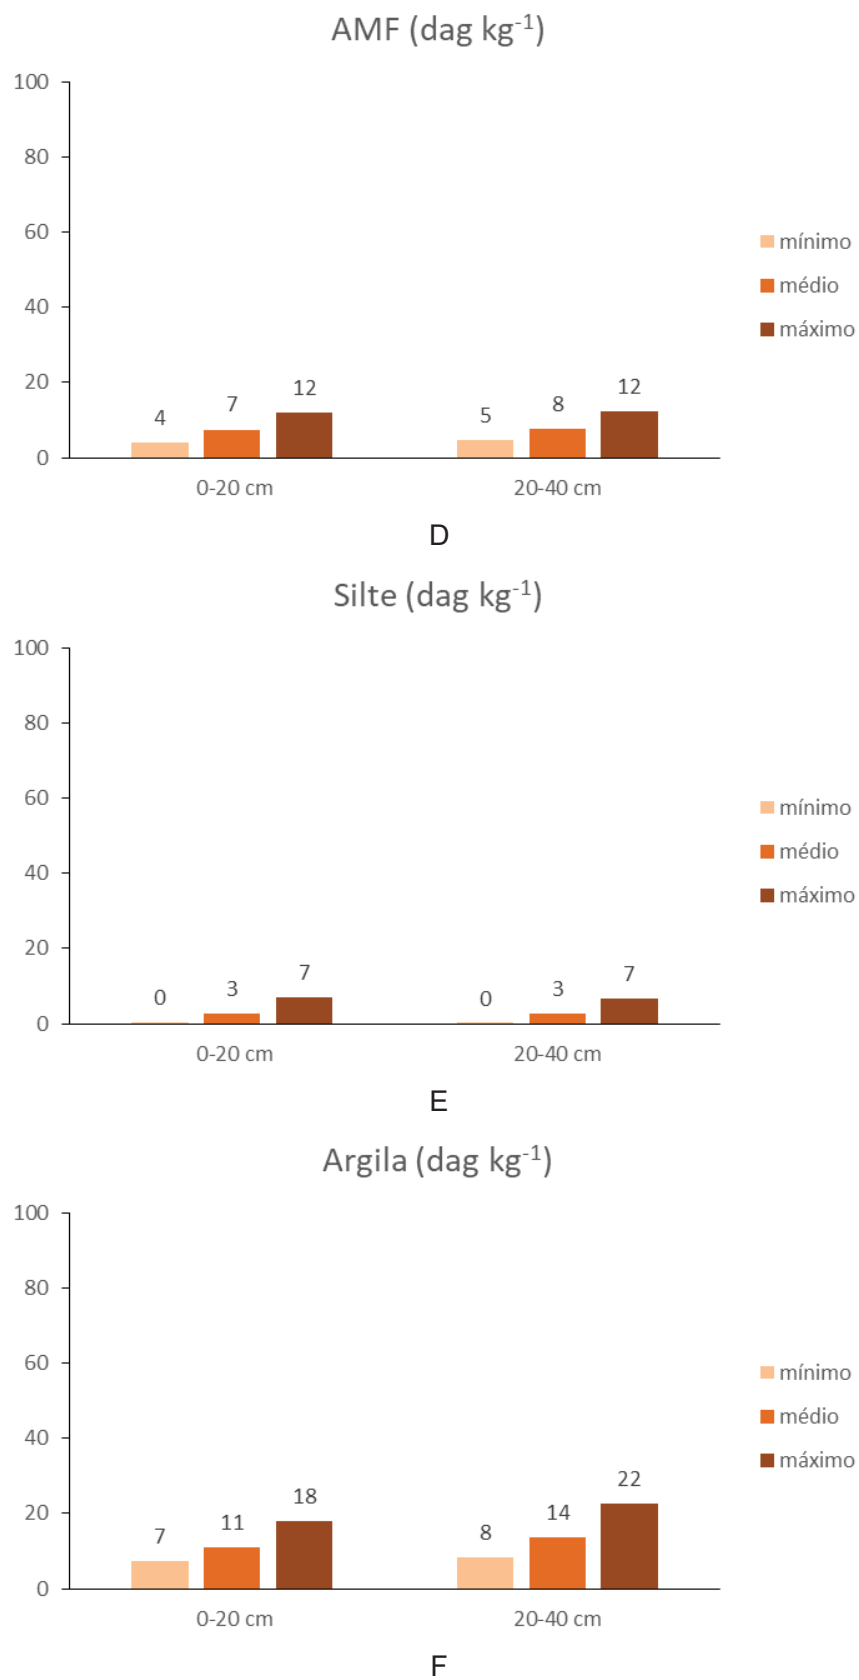 AMF (dag kg⁻¹)
100
80
60
40
20
0
4
7
12
5
8
12
0-20 cm
20-40 cm
mínimo
médio
máximo
D
Silte (dag kg⁻¹)
100
80
60
40
20
0
0
3
7
0
3
7
0-20 cm
20-40 cm
mínimo
médio
máximo
E
Argila (dag kg⁻¹)
100
80
60
40
20
0
7
11
18
8
14
22
0-20 cm
20-40 cm
mínimo
médio
máximo
F